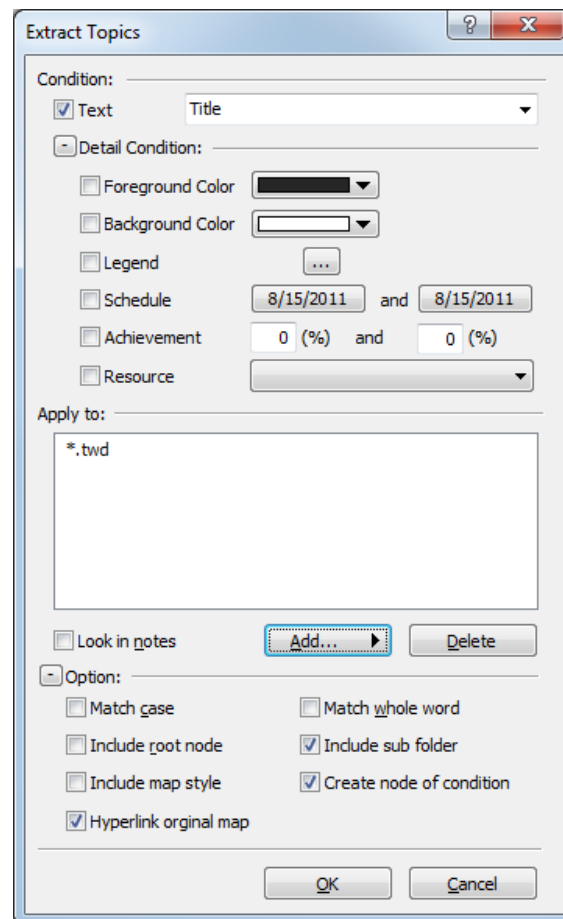 Extract Topics
Condition:
Text Title
Detail Condition:
Foreground Color
Background Color
Legend ...
Schedule 8/15/2011 and 8/15/2011
Achievement 0 (%) and 0 (%)
Resource
Apply to:
*.twd
Look in notes Add... Delete
Option:
Match case Match whole word
Include root node Include sub folder
Include map style Create node of condition
Hyperlink orginal map
OK Cancel